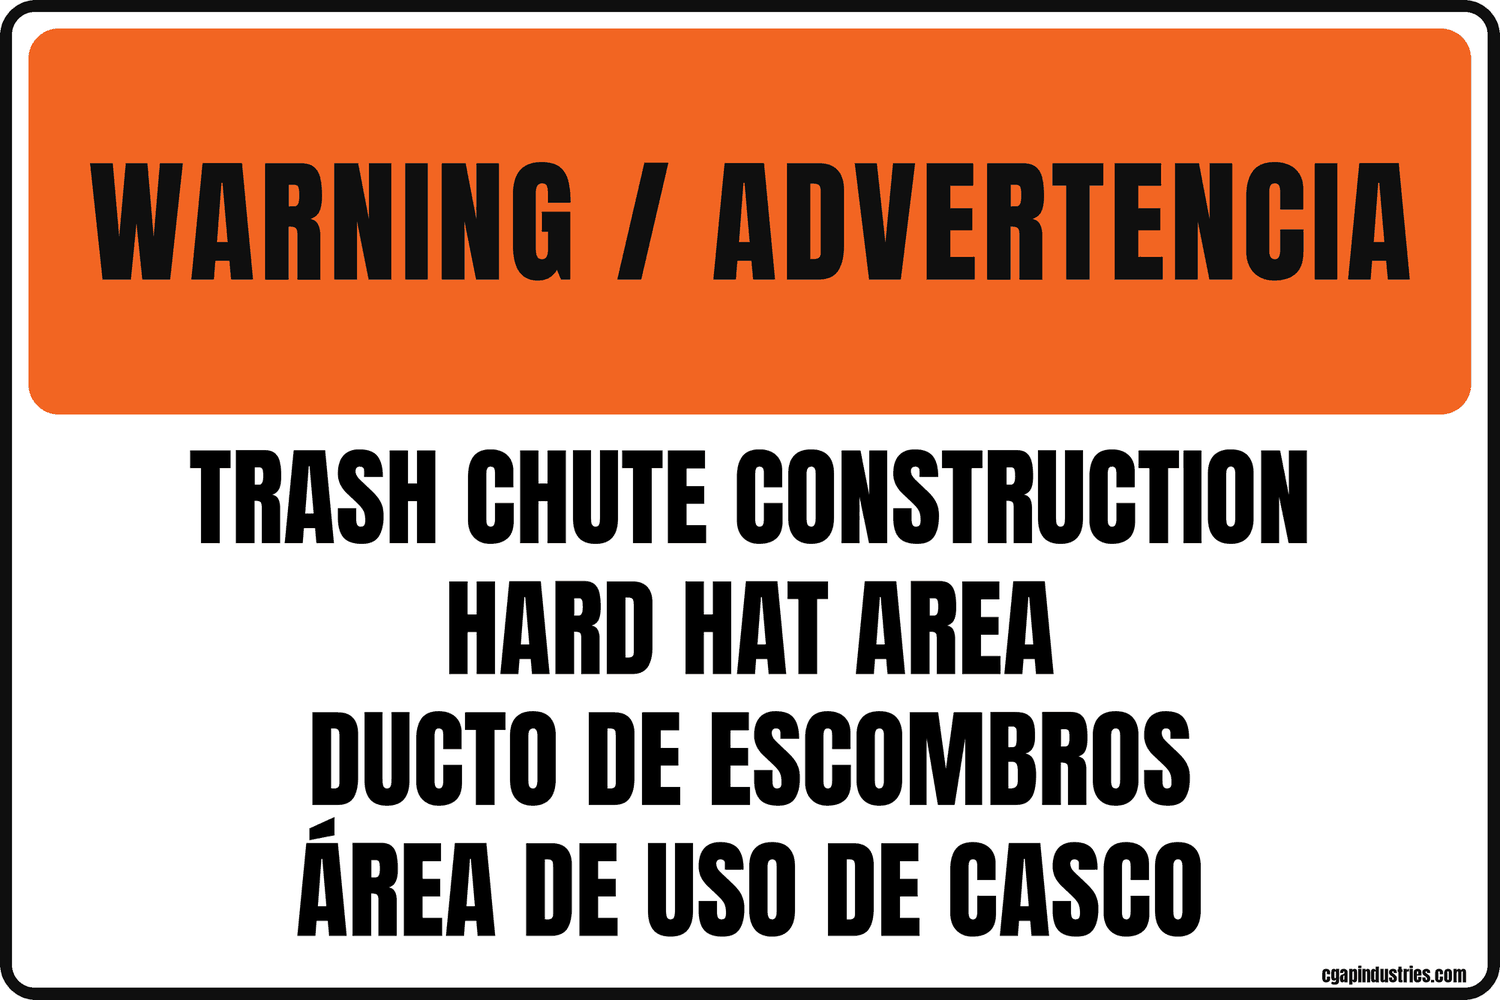 WARNING / ADVERTENCIA
TRASH CHUTE CONSTRUCTION
HARD HAT AREA
DUCTO DE ESCOMBROS
ÁREA DE USO DE CASCO
cgapindustries.com